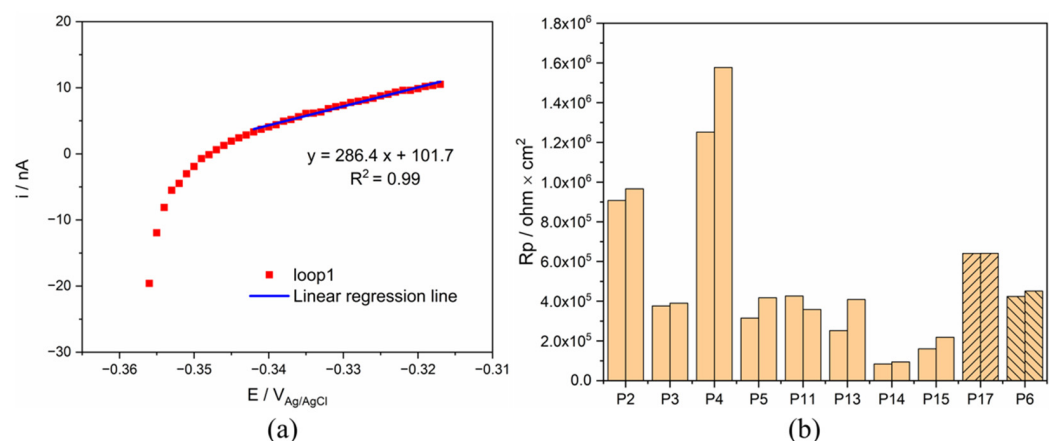 20
10
0
−10
−20
−30
i / nA
y = 286.4 x + 101.7
R² = 0.99
loop1
Linear regression line
−0.36 −0.35 −0.34 −0.33 −0.32 −0.31
E / V_Ag/AgCl
(a)
1.8x10⁶
1.6x10⁶
1.4x10⁶
1.2x10⁶
1.0x10⁶
8.0x10⁵
6.0x10⁵
4.0x10⁵
2.0x10⁵
0.0
Rp / ohm × cm²
P2 P3 P4 P5 P11 P13 P14 P15 P17 P6
(b)